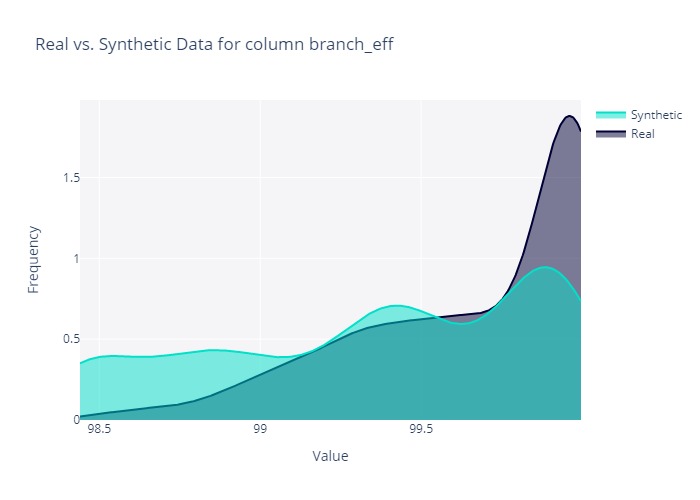 Real vs. Synthetic Data for column branch_eff
Synthetic
Real
1.5
1
0.5
0
98.5
99
99.5
Frequency
Value